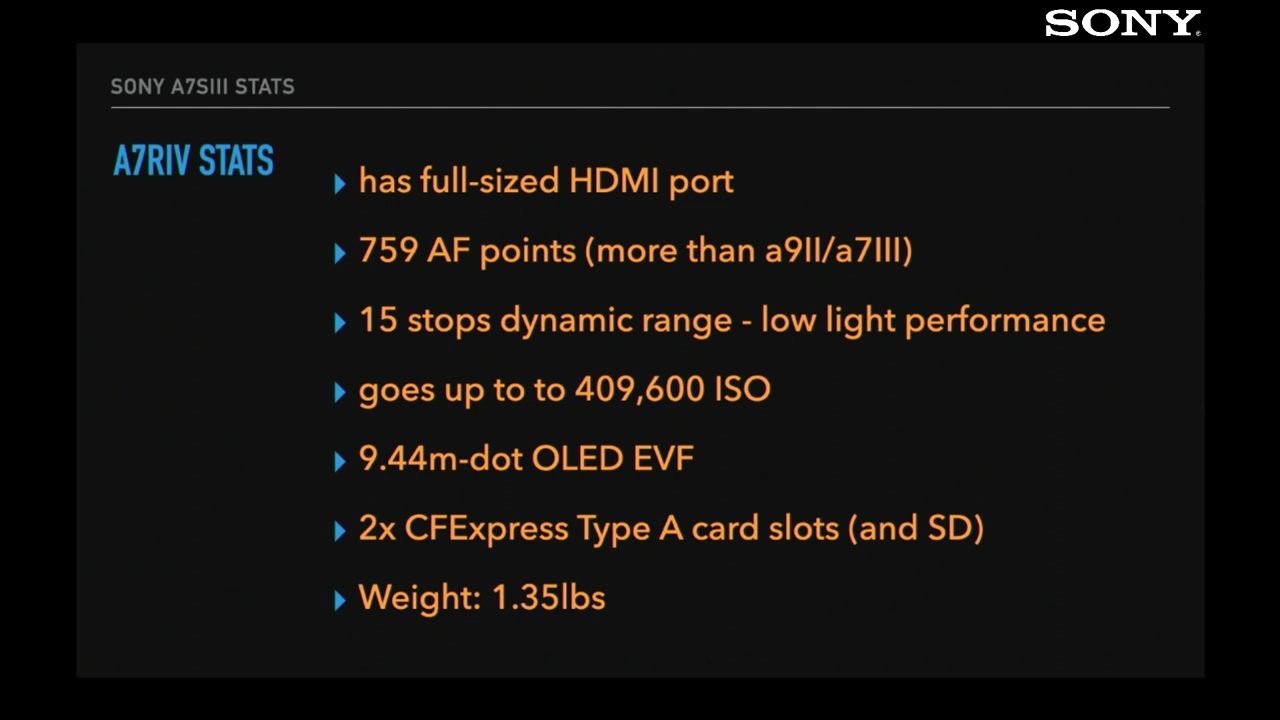 SONY
SONY A7SIII STATS
A7RIV STATS
has full-sized HDMI port
759 AF points (more than a9II/a7III)
15 stops dynamic range - low light performance
goes up to to 409,600 ISO
9.44m-dot OLED EVF
2x CFExpress Type A card slots (and SD)
Weight: 1.35lbs